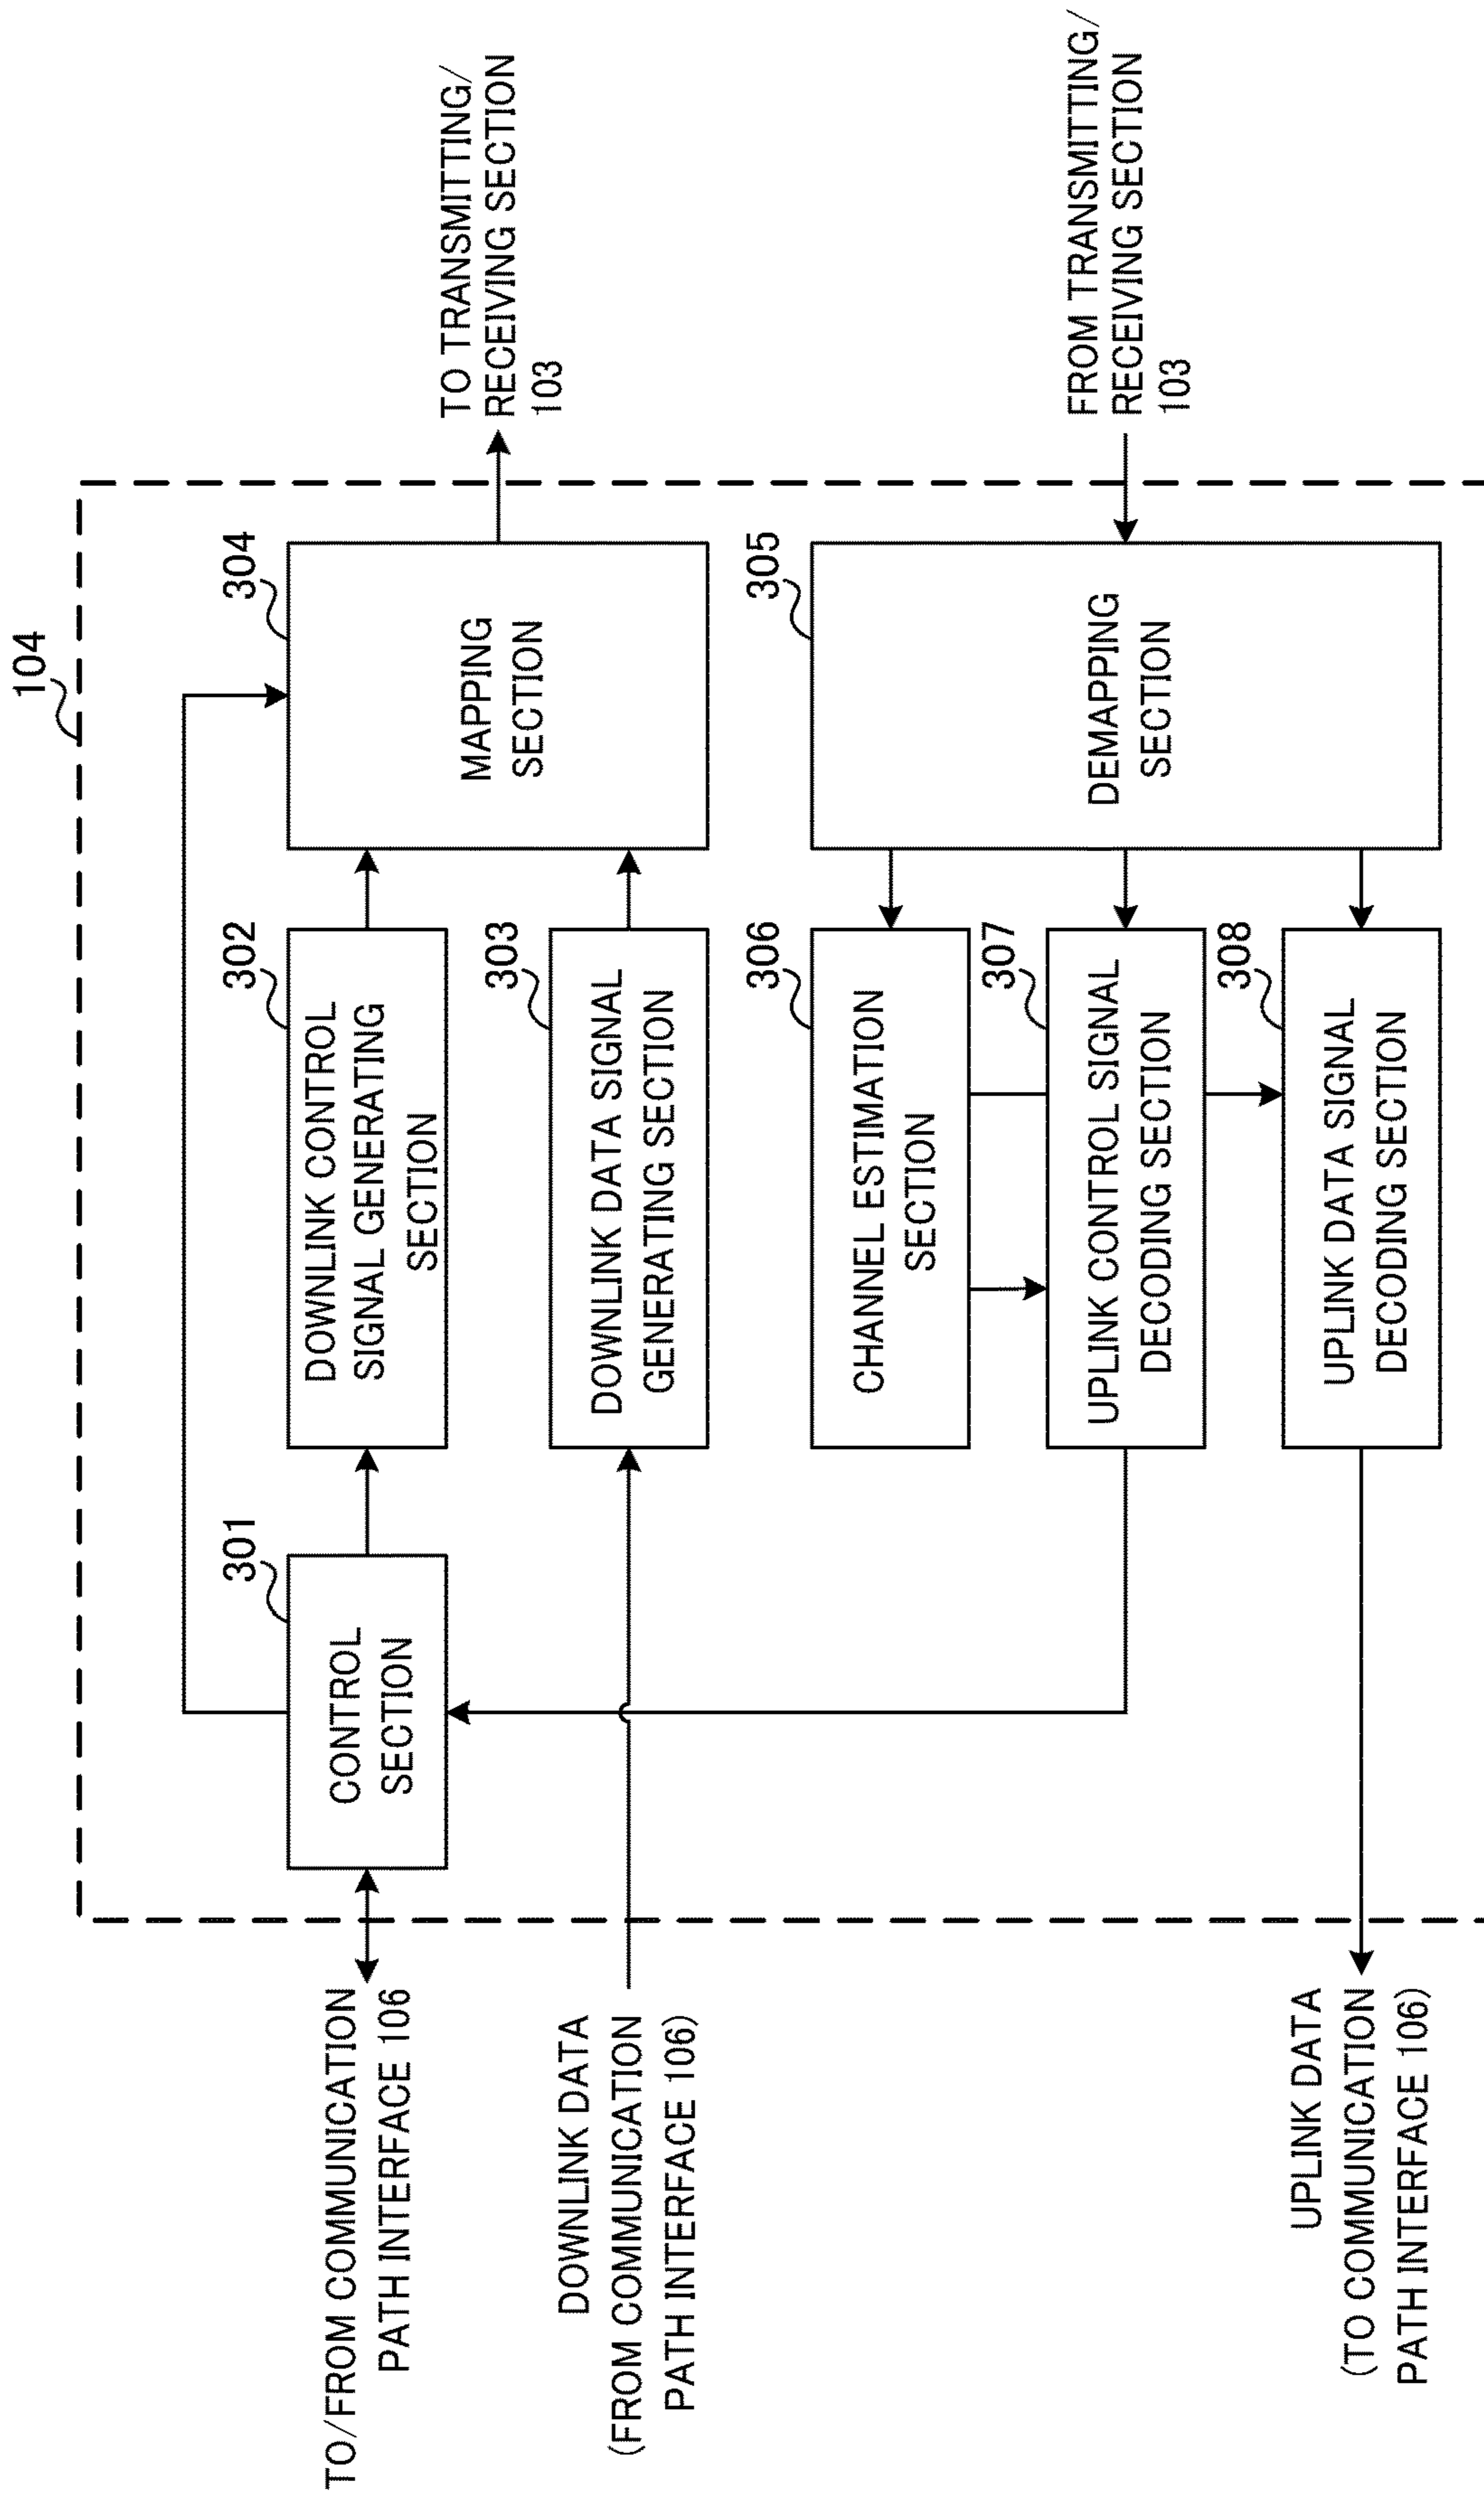 104
TO/FROM COMMUNICATION
PATH INTERFACE 106
301
CONTROL
SECTION
302
DOWNLINK CONTROL
SIGNAL GENERATING
SECTION
304
MAPPING
SECTION
TO TRANSMITTING/
RECEIVING SECTION
103
DOWNLINK DATA
(FROM COMMUNICATION
PATH INTERFACE 106)
303
DOWNLINK DATA SIGNAL
GENERATING SECTION
306
CHANNEL ESTIMATION
SECTION
305
DEMAPPING
SECTION
FROM TRANSMITTING/
RECEIVING SECTION
103
307
UPLINK CONTROL SIGNAL
DECODING SECTION
308
UPLINK DATA SIGNAL
DECODING SECTION
UPLINK DATA
(TO COMMUNICATION
PATH INTERFACE 106)